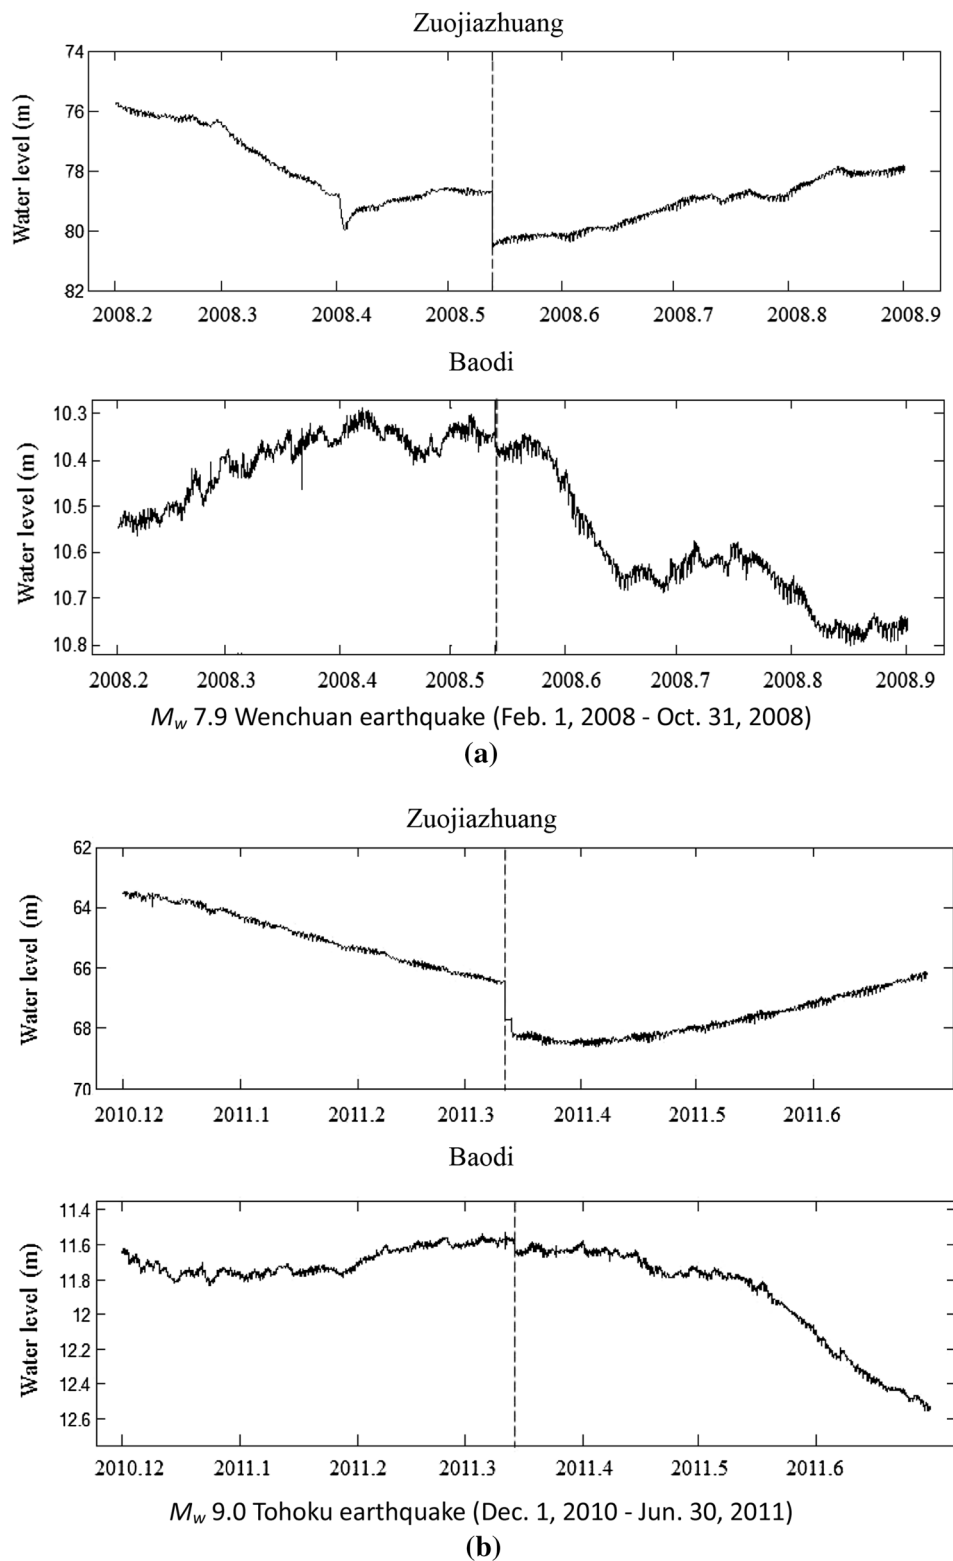 Zuojiazhuang
Water level (m)
74
76
78
80
82
2008.2 2008.3 2008.4 2008.5 2008.6 2008.7 2008.8 2008.9
Baodi
Water level (m)
10.3
10.4
10.5
10.6
10.7
10.8
2008.2 2008.3 2008.4 2008.5 2008.6 2008.7 2008.8 2008.9
Mw 7.9 Wenchuan earthquake (Feb. 1, 2008 - Oct. 31, 2008)
(a)
Zuojiazhuang
Water level (m)
62
64
66
68
70
2010.12 2011.1 2011.2 2011.3 2011.4 2011.5 2011.6
Baodi
Water level (m)
11.4
11.6
11.8
12
12.2
12.4
12.6
2010.12 2011.1 2011.2 2011.3 2011.4 2011.5 2011.6
Mw 9.0 Tohoku earthquake (Dec. 1, 2010 - Jun. 30, 2011)
(b)